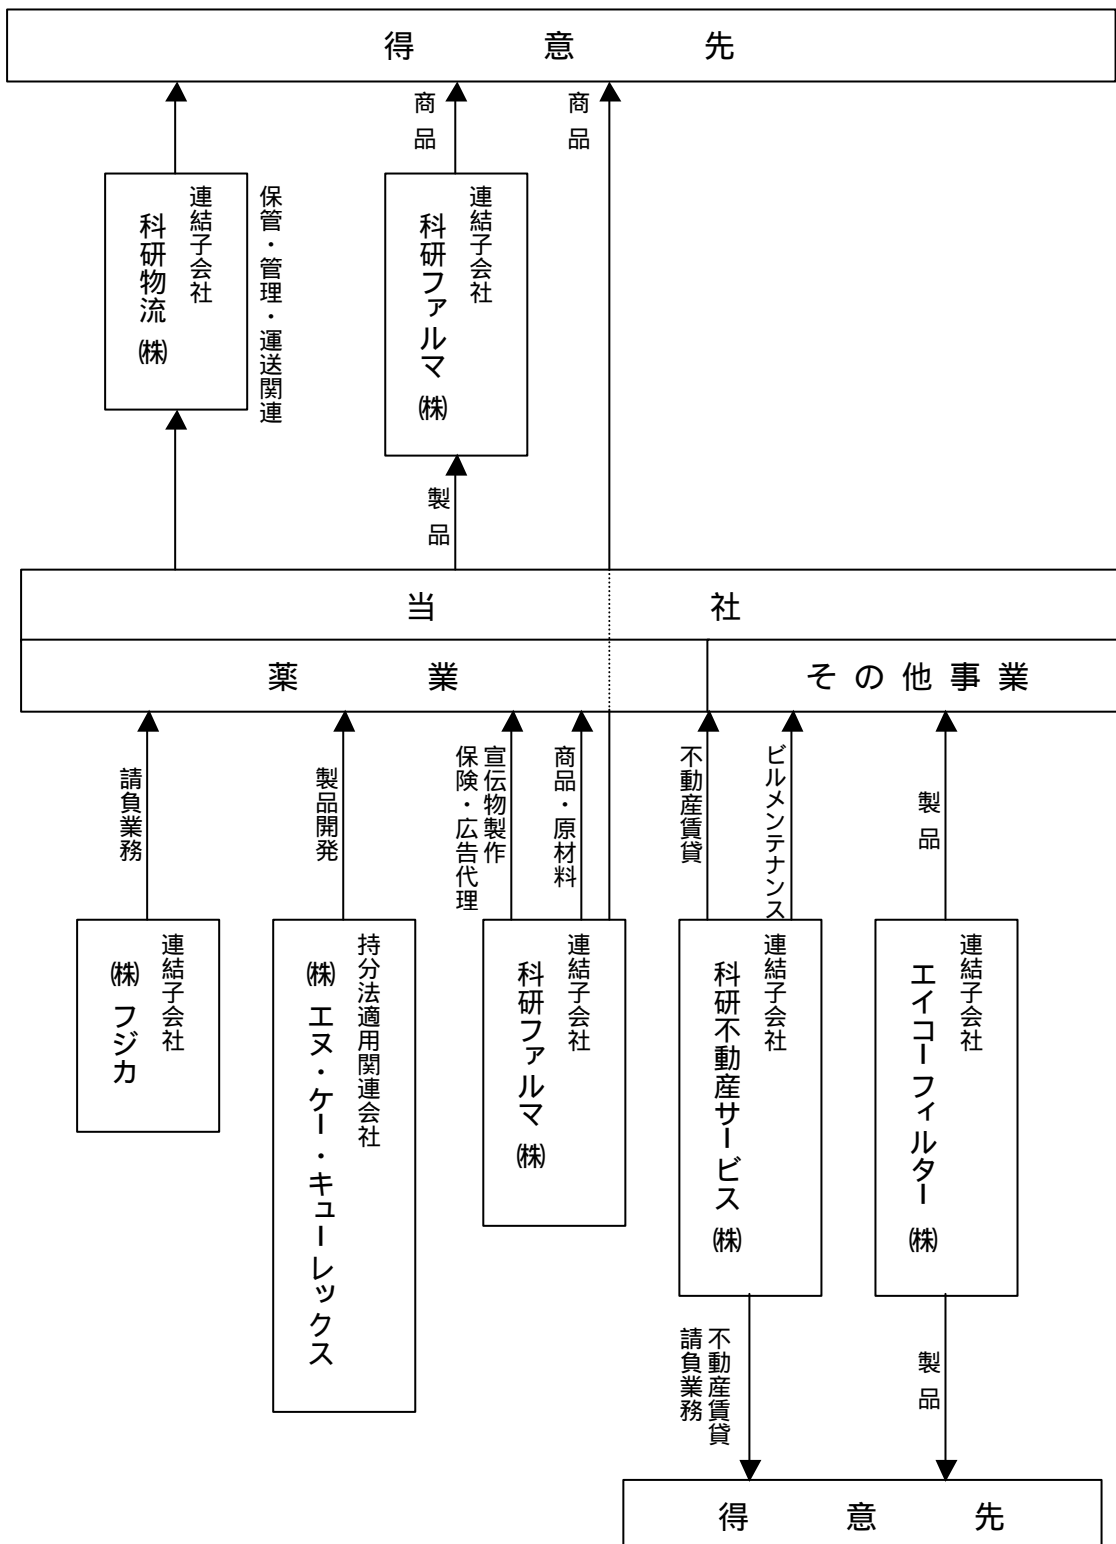 得意先
商品
商品
連結子会社
科研物流㈱
保管・管理・運送関連
連結子会社
科研ファルマ㈱
製品
当社
薬業
その他事業
請負業務
製品開発
宣伝物製作
保険・広告代理
商品・原材料
不動産賃貸
ビルメンテナンス
製品
連結子会社
㈱フジカ
持分法適用関連会社
㈱エヌ・ケー・キューレックス
連結子会社
科研ファルマ㈱
連結子会社
科研不動産サービス㈱
連結子会社
エイコーフィルター㈱
不動産賃貸
請負業務
製品
得意先